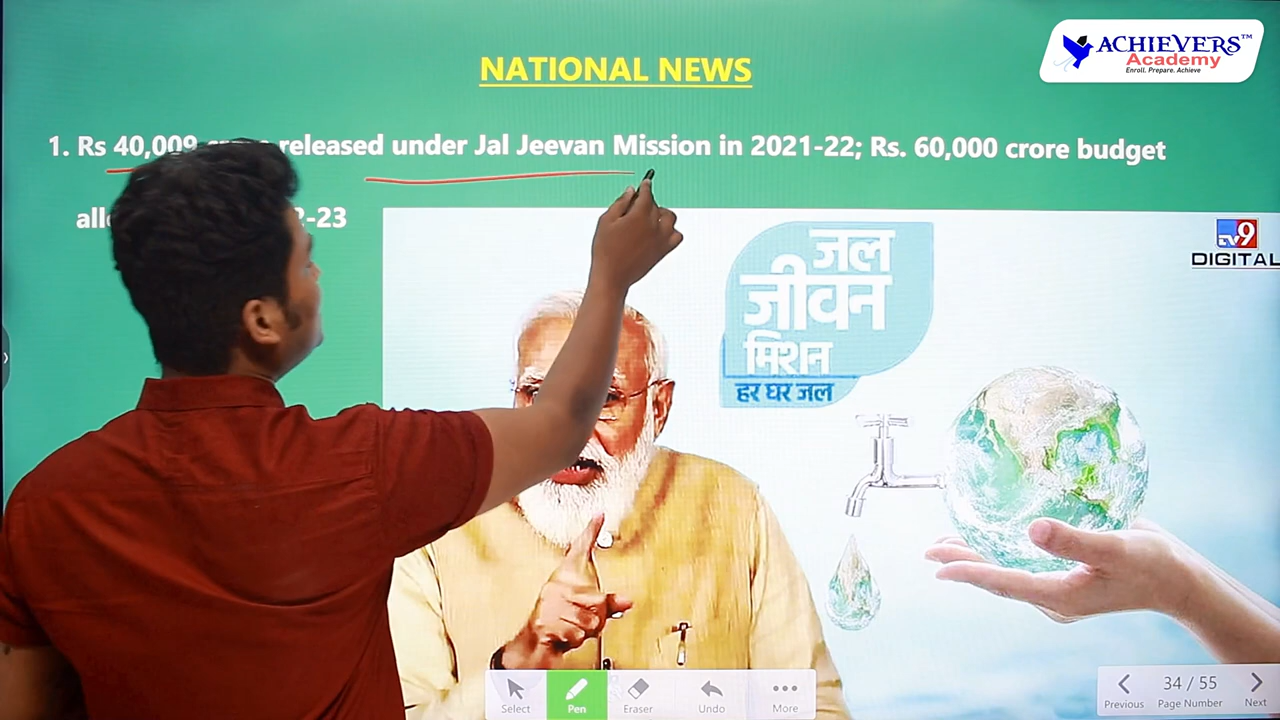 ACHIEVERS™
Academy
Enroll. Prepare. Achieve
NATIONAL NEWS
1. Rs 40,009 released under Jal Jeevan Mission in 2021-22; Rs. 60,000 crore budget
-23
TV9
DIGITAL
जल
जीवन
मिशन
हर घर जल
Select
Pen
Eraser
Undo
More
34 / 55
Previous
Page Number
Next